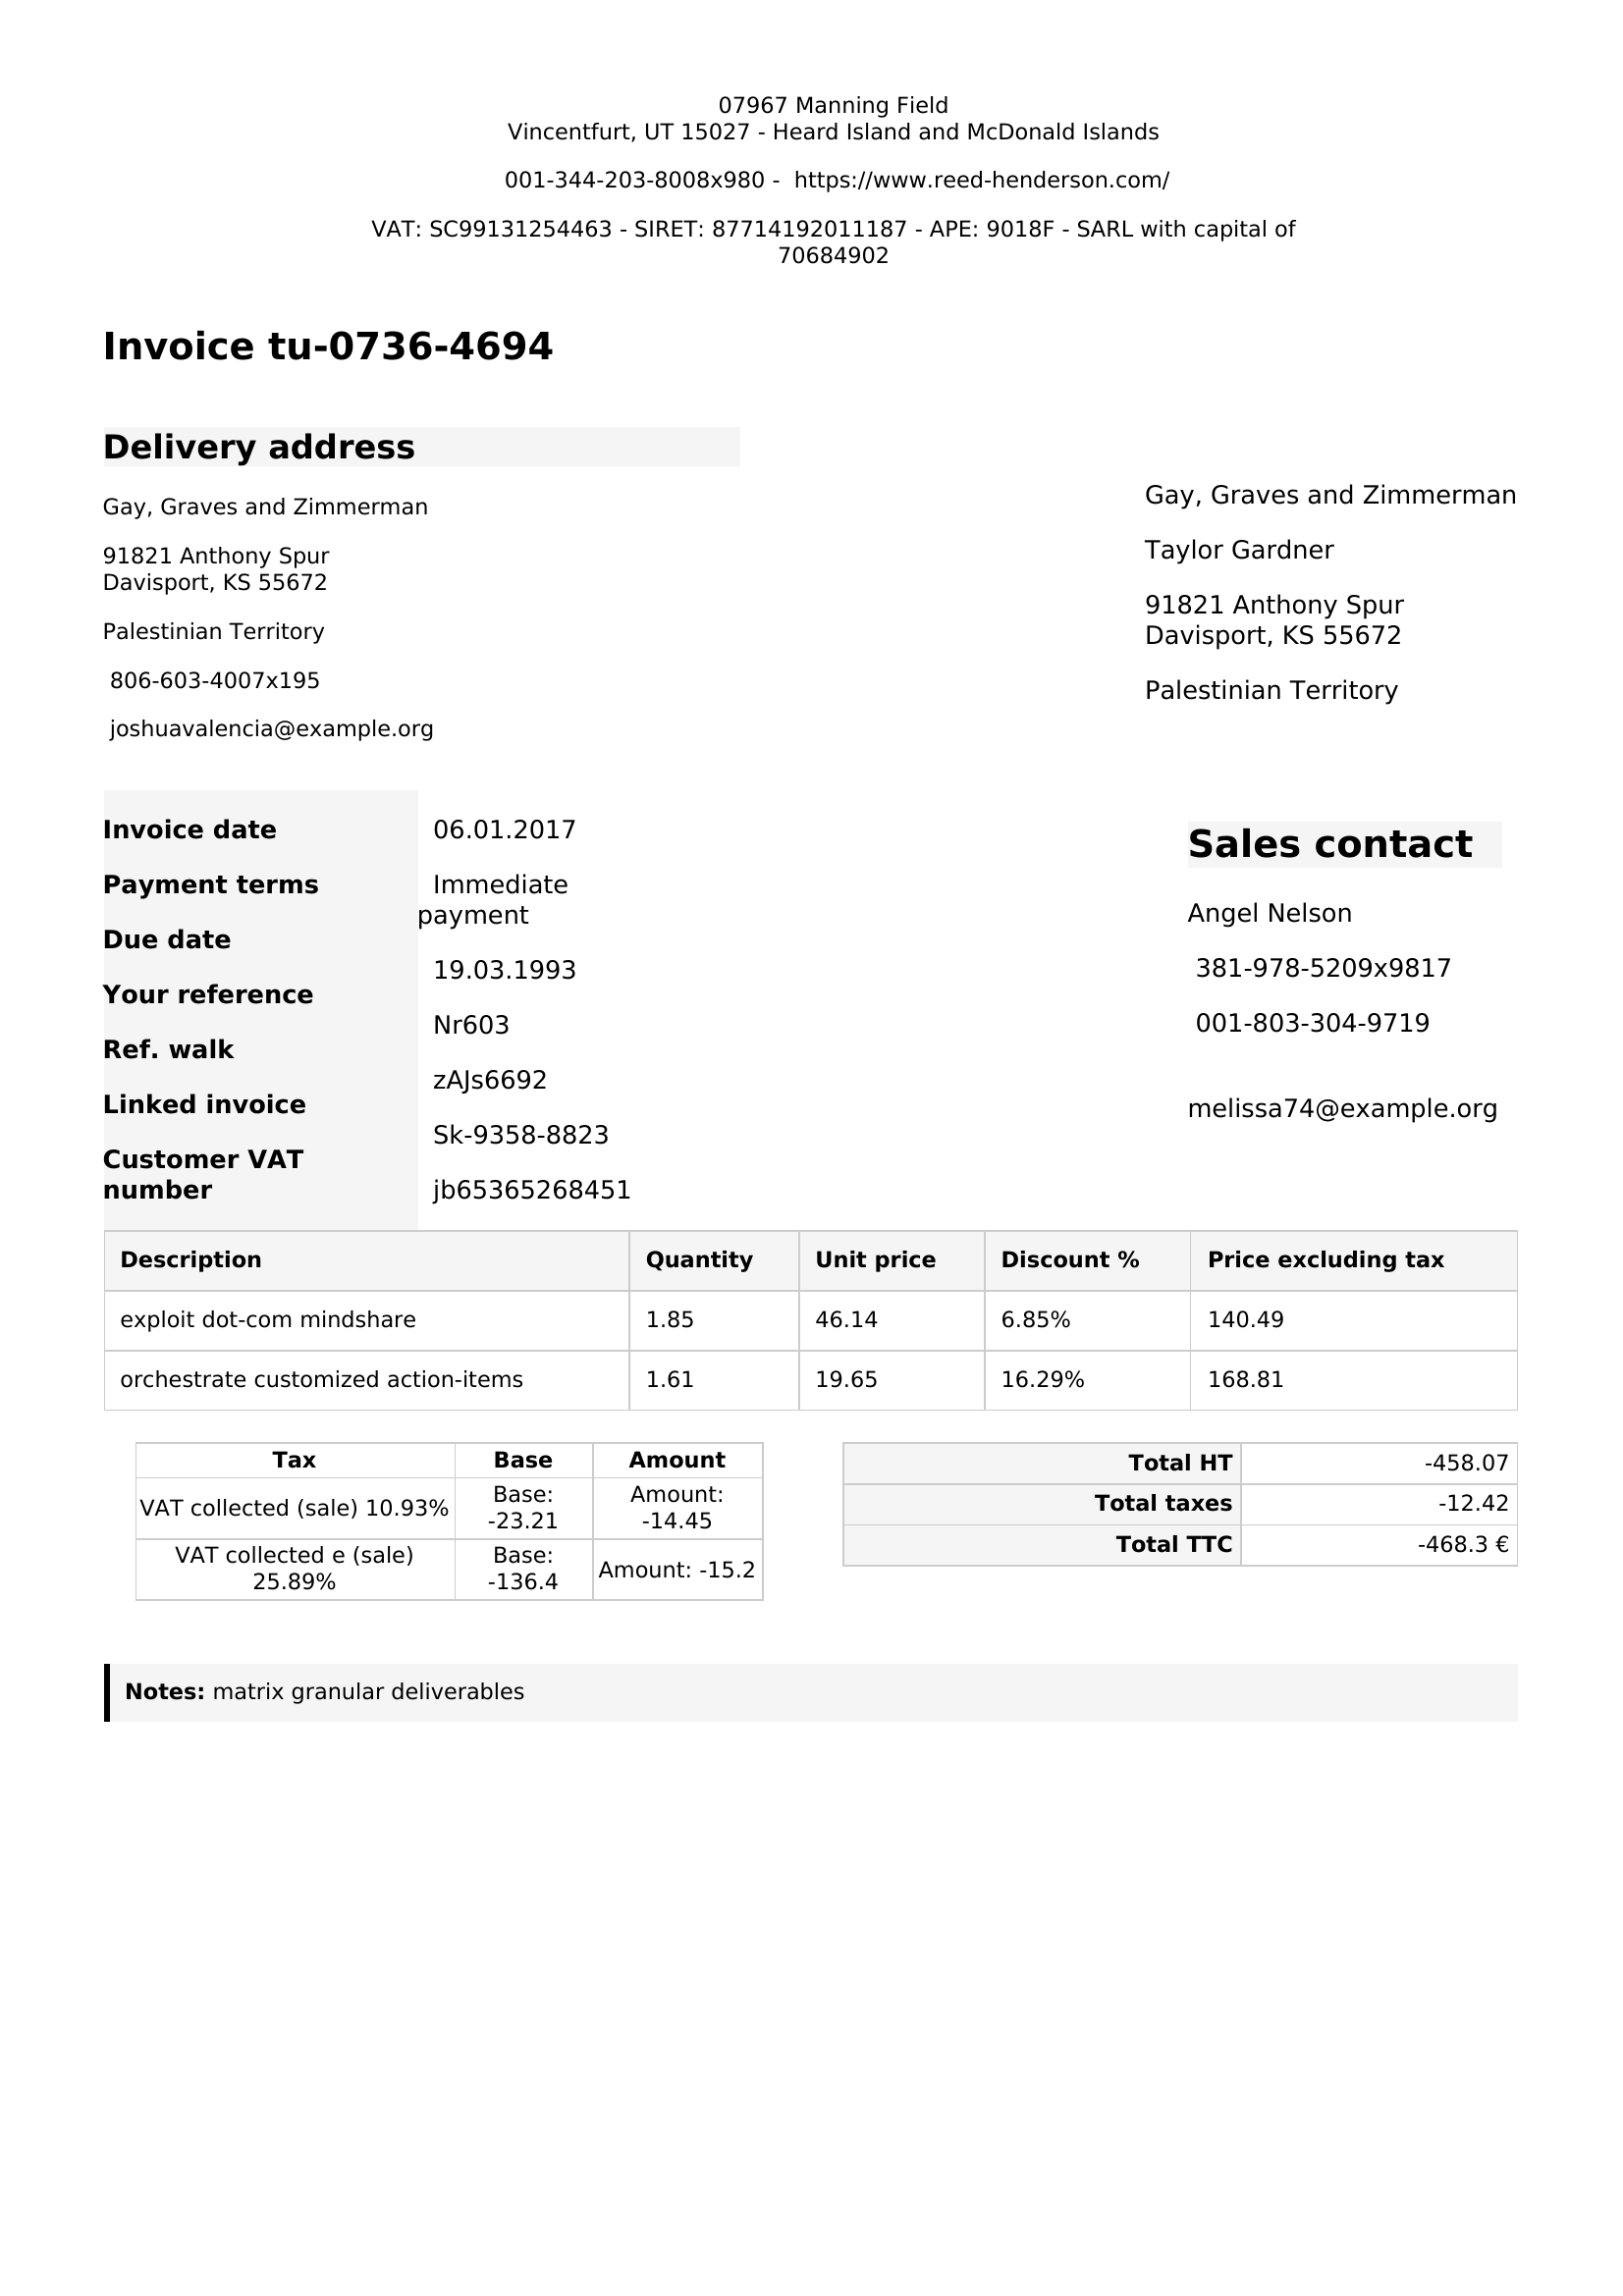 07967 Manning Field
Vincentfurt, UT 15027 - Heard Island and McDonald Islands
001-344-203-8008x980 -  https://www.reed-henderson.com/
VAT: SC99131254463 - SIRET: 87714192011187 - APE: 9018F - SARL with capital of
70684902
Invoice tu-0736-4694
Delivery address
Gay, Graves and Zimmerman
91821 Anthony Spur
Davisport, KS 55672
Palestinian Territory
806-603-4007x195
joshuavalencia@example.org
Gay, Graves and Zimmerman
Taylor Gardner
91821 Anthony Spur
Davisport, KS 55672
Palestinian Territory
Invoice date
Payment terms
Due date
Your reference
Ref. walk
Linked invoice
Customer VAT
number
06.01.2017
Immediate
payment
19.03.1993
Nr603
zAJs6692
Sk-9358-8823
jb65365268451
Sales contact
Angel Nelson
381-978-5209x9817
001-803-304-9719
melissa74@example.org
Description Quantity Unit price Discount % Price excluding tax
exploit dot-com mindshare 1.85 46.14 6.85% 140.49
orchestrate customized action-items 1.61 19.65 16.29% 168.81
Tax Base Amount
VAT collected (sale) 10.93% Base: -23.21 Amount: -14.45
VAT collected e (sale) 25.89% Base: -136.4 Amount: -15.2
Total HT -458.07
Total taxes -12.42
Total TTC -468.3 €
Notes: matrix granular deliverables